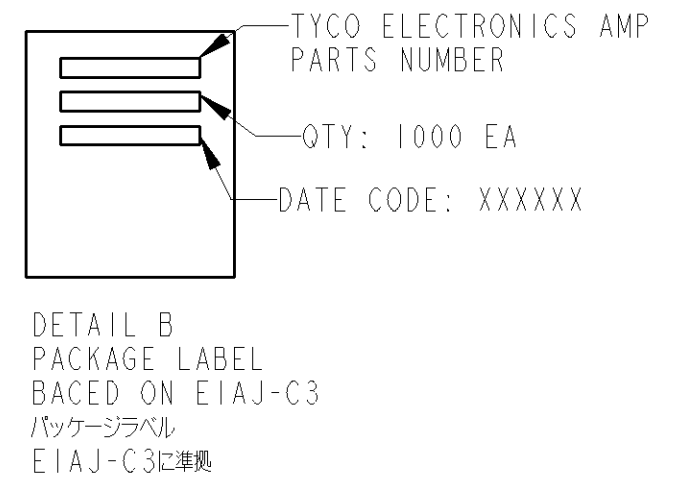 TYCO ELECTRONICS AMP
PARTS NUMBER
QTY: 1000 EA
DATE CODE: XXXXXX
DETAIL B
PACKAGE LABEL
BACED ON EIAJ-C3
パッケージラベル
EIAJ-C3に準拠